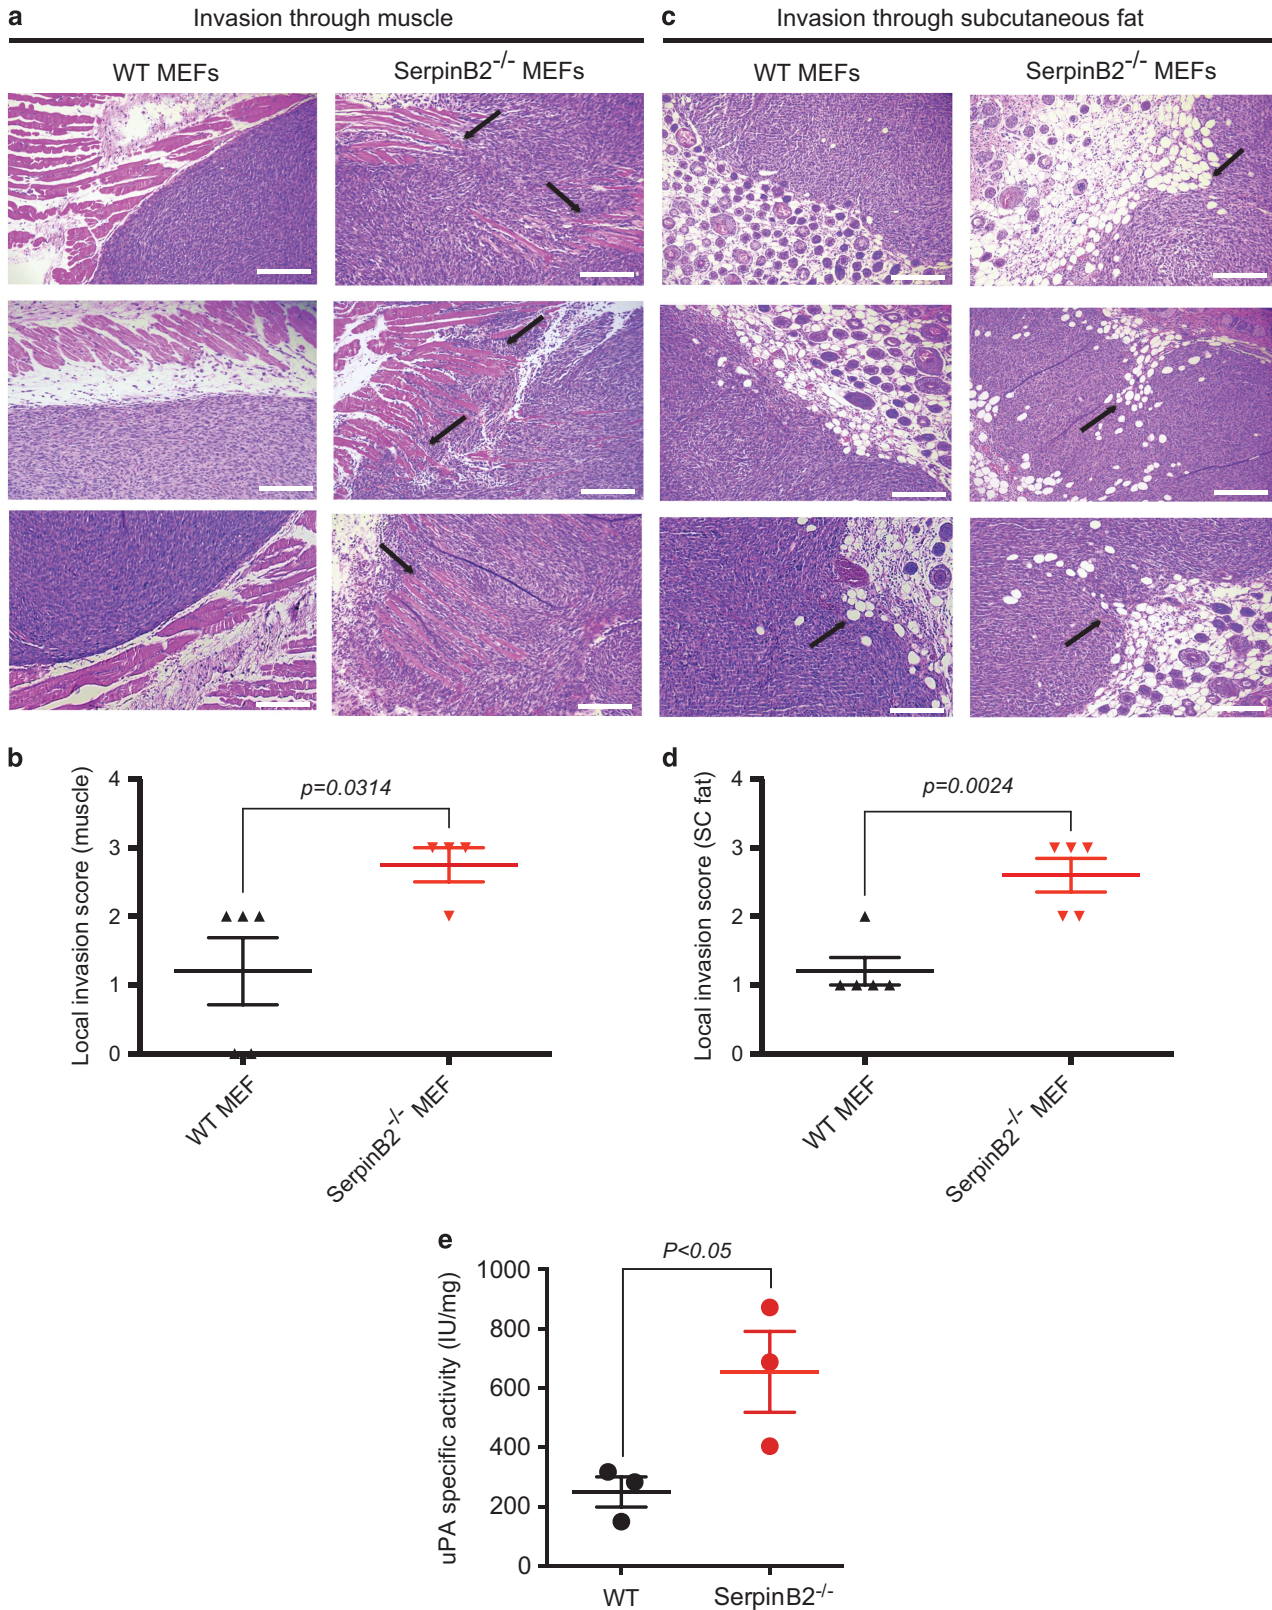 a Invasion through muscle
WT MEFs SerpinB2-/- MEFs
c Invasion through subcutaneous fat
WT MEFs SerpinB2-/- MEFs
b
Local invasion score (muscle)
4
3
2
1
0
p=0.0314
WT MEF
SerpinB2-/- MEF
d
Local invasion score (SC fat)
4
3
2
1
0
p=0.0024
WT MEF
SerpinB2-/- MEF
e
uPA specific activity (IU/mg)
1000
800
600
400
200
0
P<0.05
WT
SerpinB2-/-